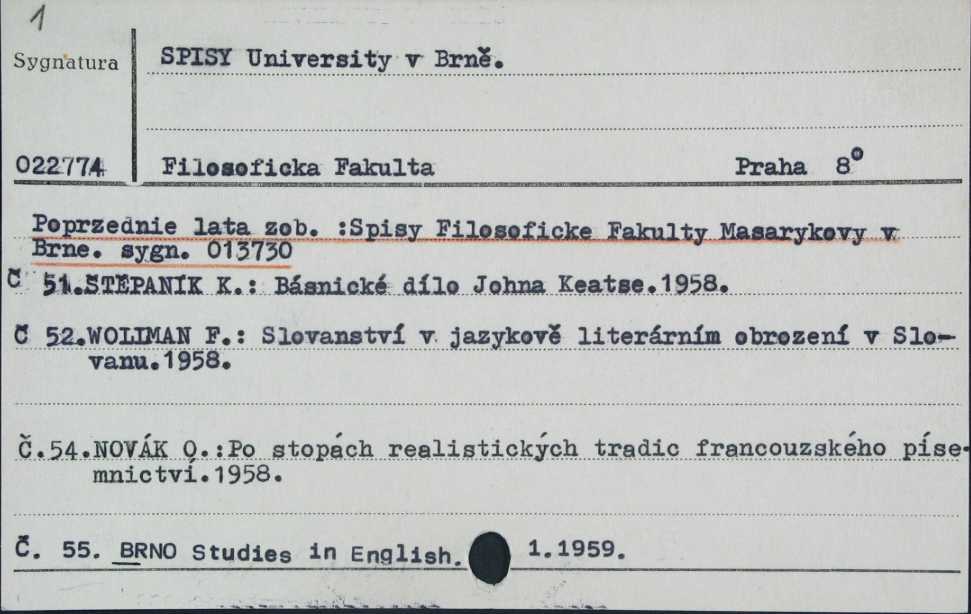 1
Sygnatura
SPISY University v Brně.
022774 Filosoficka Fakulta Praha 8°
Poprzednie lata zob. :Spisy Filosoficke Fakulty Masarykovy v
Brne. sygn. 013730
Č 51.ŠTĚPANÍK K.: Básnické dílo Johna Keatse.1958.
Č 52.WOLLMAN F.: Slovanství v jazykově literárním obrození v Slo-
vanu.1958.
Č.54.NOVÁK O.:Po stopách realistických tradic francouzského píse-
mnictví.1958.
Č. 55. BRNO Studies in English. 1.1959.